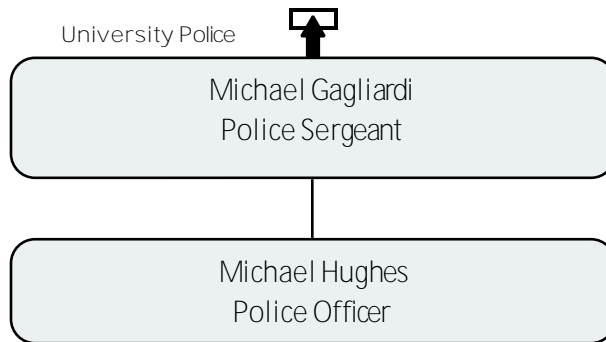 University Police
Michael Gagliardi
Police Sergeant
Michael Hughes
Police Officer